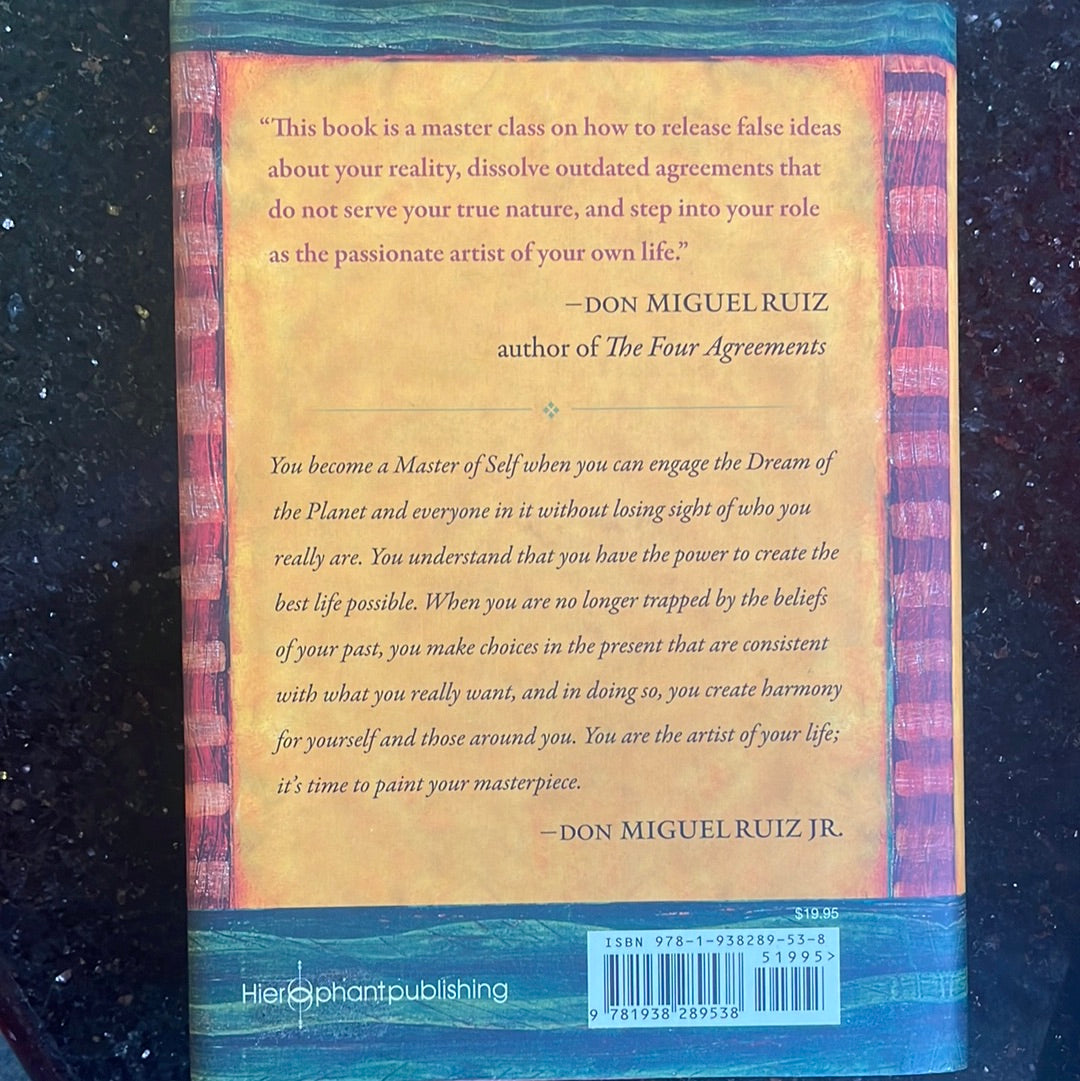 “This book is a master class on how to release false ideas
about your reality, dissolve outdated agreements that
do not serve your true nature, and step into your role
as the passionate artist of your own life.”
—DON MIGUEL RUIZ
author of The Four Agreements
You become a Master of Self when you can engage the Dream of
the Planet and everyone in it without losing sight of who you
really are. You understand that you have the power to create the
best life possible. When you are no longer trapped by the beliefs
of your past, you make choices in the present that are consistent
with what you really want, and in doing so, you create harmony
for yourself and those around you. You are the artist of your life;
it’s time to paint your masterpiece.
—DON MIGUEL RUIZ JR.
$19.95
ISBN 978-1-938289-53-8
51995>
9 781938 289538
Hierophantpublishing